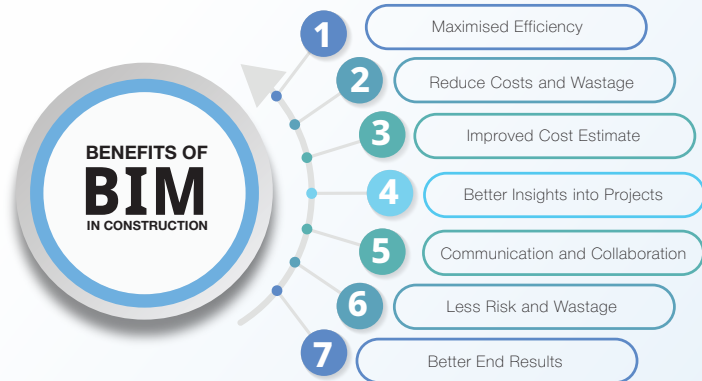 BENEFITS OF
BIM
IN CONSTRUCTION
1
Maximised Efficiency
2
Reduce Costs and Wastage
3
Improved Cost Estimate
4
Better Insights into Projects
5
Communication and Collaboration
6
Less Risk and Wastage
7
Better End Results